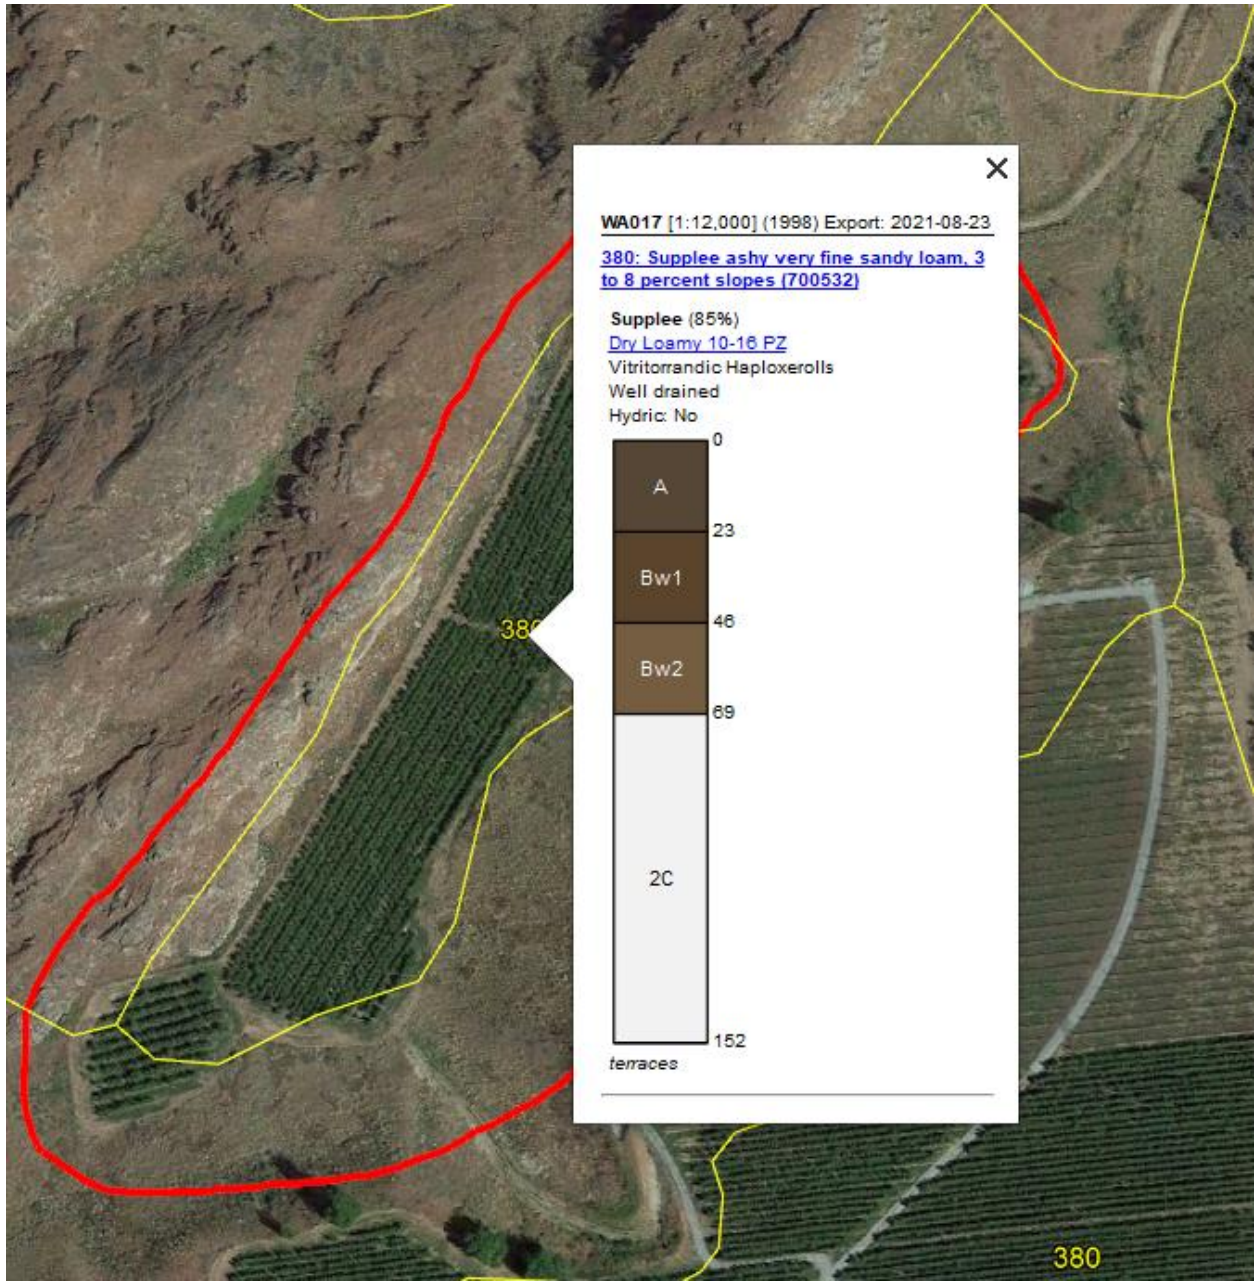 WA017 [1:12,000] (1998) Export: 2021-08-23
380: Supplee ashy very fine sandy loam, 3
to 8 percent slopes (700532)
Supplee (85%)
Dry Loamy 10-16 PZ
Vitritorrandic Haploxerolls
Well drained
Hydric: No
0
A
23
Bw1
46
Bw2
69
2C
152
terraces
380
380